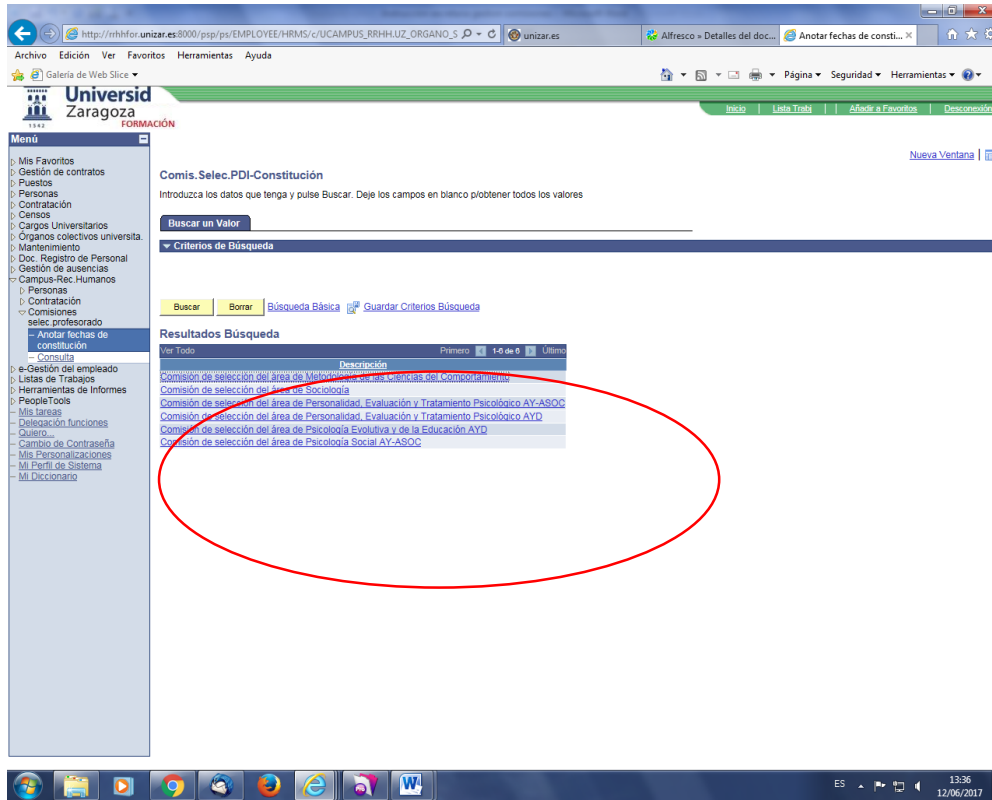 http://rrhhfor.unizar.es:8000/psp/ps/EMPLOYEE/HRMS/c/UCAMPUS_RRHH.UZ_ORGANO_S
unizar.es
Alfresco » Detalles del doc...
Anotar fechas de consti...
Archivo Edición Ver Favoritos Herramientas Ayuda
Galería de Web Slice
Página Seguridad Herramientas
Universid
Zaragoza
1542
FORMACIÓN
Inicio | Lista Trabj | | Añadir a Favoritos | Desconexión
Menú
Nueva Ventana |
Mis Favoritos
Gestión de contratos
Puestos
Personas
Contratación
Censos
Cargos Universitarios
Órganos colectivos universita.
Mantenimiento
Doc. Registro de Personal
Gestión de ausencias
Campus-Rec.Humanos
Personas
Contratación
Comisiones
selec.profesorado
– Anotar fechas de
constitución
– Consulta
e-Gestión del empleado
Listas de Trabajos
Herramientas de Informes
PeopleTools
– Mis tareas
– Delegación funciones
– Quiero...
– Cambio de Contraseña
– Mis Personalizaciones
– Mi Perfil de Sistema
– Mi Diccionario
Comis.Selec.PDI-Constitución
Introduzca los datos que tenga y pulse Buscar. Deje los campos en blanco p/obtener todos los valores
Buscar un Valor
Criterios de Búsqueda
Buscar Borrar Búsqueda Básica Guardar Criterios Búsqueda
Resultados Búsqueda
Ver Todo Primero 1-6 de 6 Último
Descripción
Comisión de selección del área de Metodología de las Ciencias del Comportamiento
Comisión de selección del área de Sociología
Comisión de selección del área de Personalidad, Evaluación y Tratamiento Psicológico AY-ASOC
Comisión de selección del área de Personalidad, Evaluación y Tratamiento Psicológico AYD
Comisión de selección del área de Psicología Evolutiva y de la Educación AYD
Comisión de selección del área de Psicología Social AY-ASOC
ES
13:36
12/06/2017